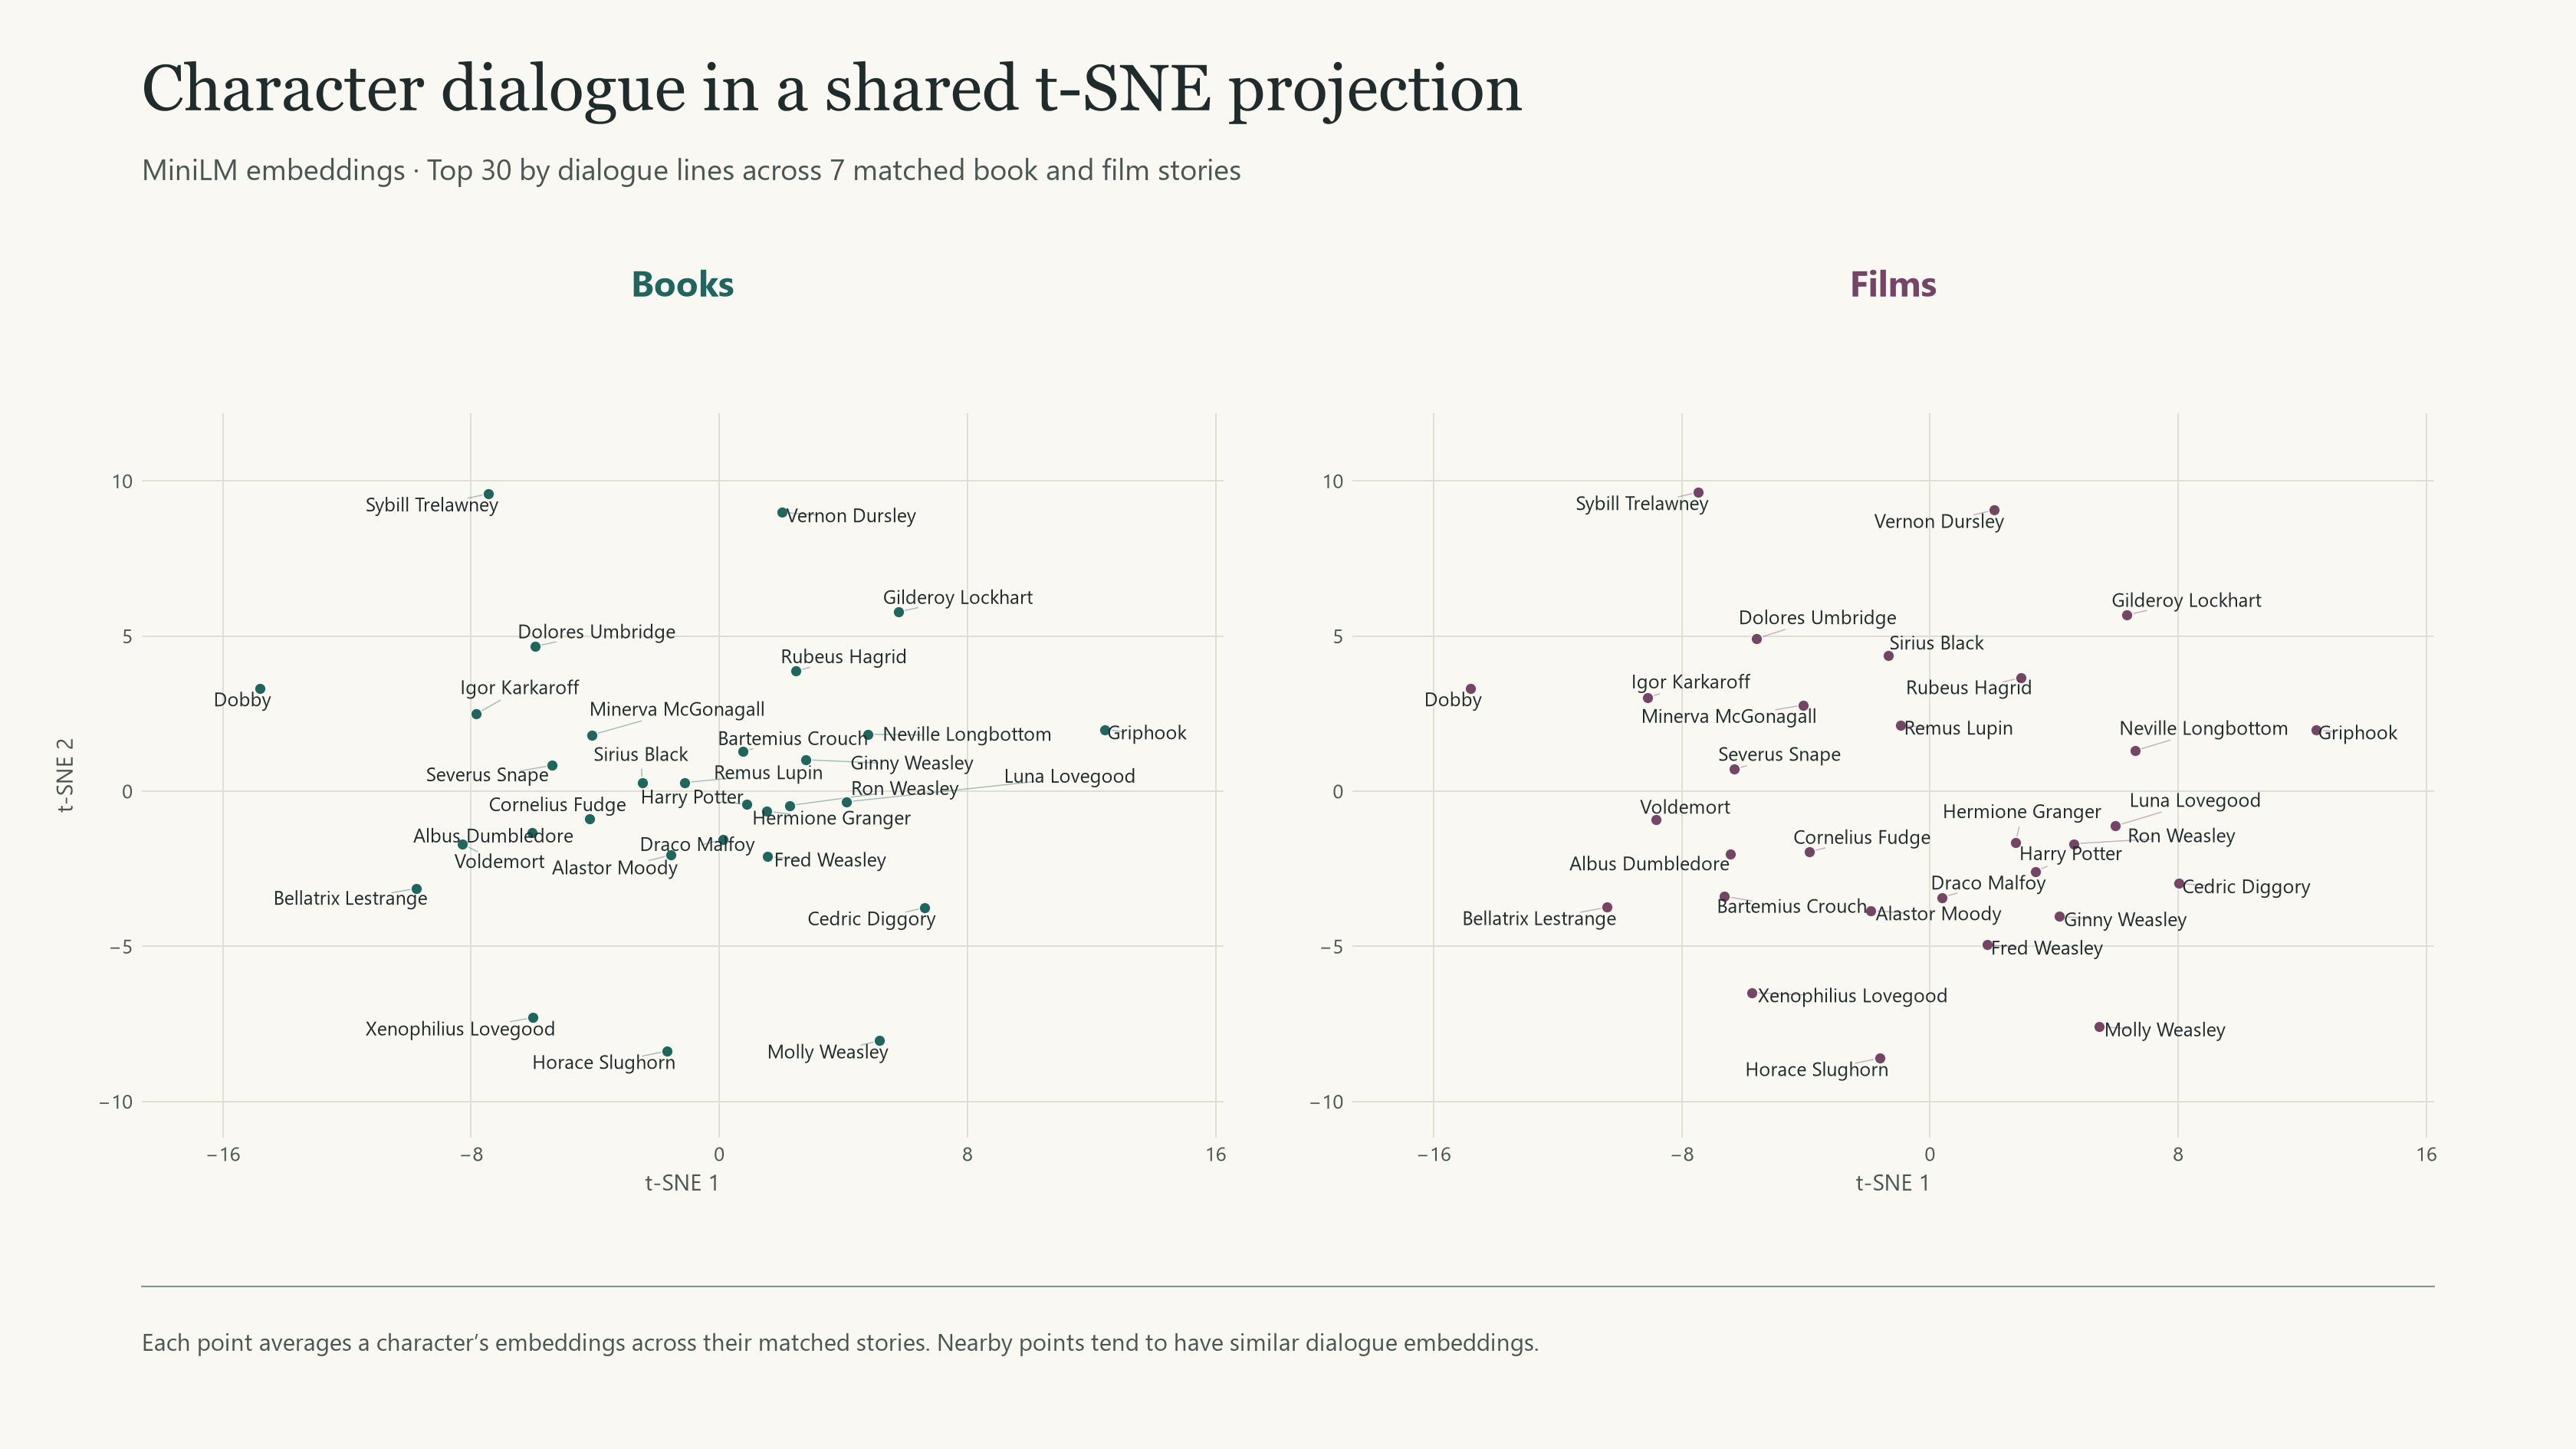 Character dialogue in a shared t-SNE projection
MiniLM embeddings · Top 30 by dialogue lines across 7 matched book and film stories
Books
Films
t-SNE 2
10
5
0
−5
−10
Sybill Trelawney
Vernon Dursley
Gilderoy Lockhart
Dolores Umbridge
Rubeus Hagrid
Igor Karkaroff
Dobby
Minerva McGonagall
Griphook
Neville Longbottom
Bartemius Crouch
Sirius Black
Ginny Weasley
Severus Snape
Remus Lupin
Luna Lovegood
Ron Weasley
Harry Potter
Cornelius Fudge
Hermione Granger
Albus Dumbledore
Draco Malfoy
Voldemort
Fred Weasley
Alastor Moody
Bellatrix Lestrange
Cedric Diggory
Xenophilius Lovegood
Molly Weasley
Horace Slughorn
−16
−8
0
8
16
t-SNE 1
10
5
0
−5
−10
Sybill Trelawney
Vernon Dursley
Gilderoy Lockhart
Dolores Umbridge
Sirius Black
Igor Karkaroff
Rubeus Hagrid
Dobby
Minerva McGonagall
Remus Lupin
Neville Longbottom
Griphook
Severus Snape
Luna Lovegood
Voldemort
Hermione Granger
Ron Weasley
Cornelius Fudge
Harry Potter
Albus Dumbledore
Draco Malfoy
Cedric Diggory
Bartemius Crouch
Alastor Moody
Bellatrix Lestrange
Ginny Weasley
Fred Weasley
Xenophilius Lovegood
Molly Weasley
Horace Slughorn
−16
−8
0
8
16
t-SNE 1
Each point averages a character’s embeddings across their matched stories. Nearby points tend to have similar dialogue embeddings.